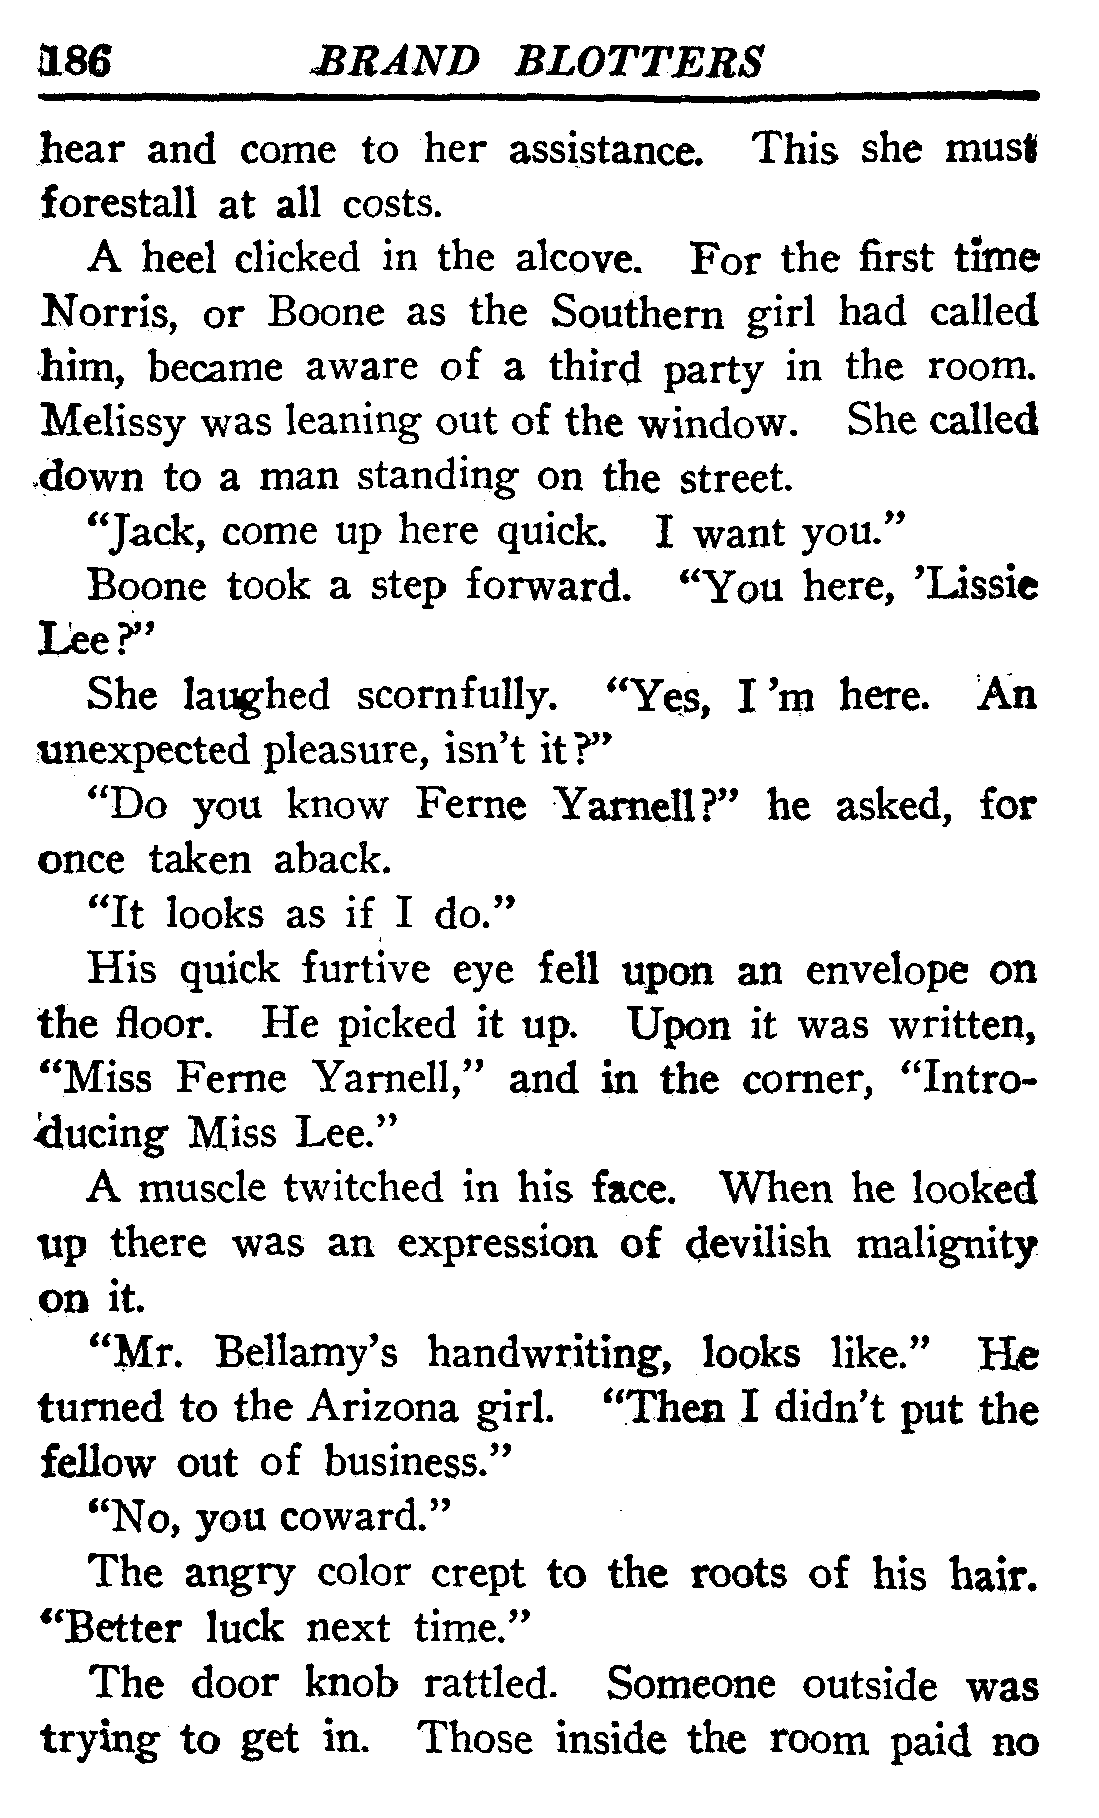 186 BRAND BLOTTERS
hear and come to her assistance. This she must
forestall at all costs.
A heel clicked in the alcove. For the first time
Norris, or Boone as the Southern girl had called
him, became aware of a third party in the room.
Melissy was leaning out of the window. She called
down to a man standing on the street.
“Jack, come up here quick. I want you.”
Boone took a step forward. “You here, ’Lissie
Lee?”
She laughed scornfully. “Yes, I’m here. An
unexpected pleasure, isn’t it?”
“Do you know Ferne Yarnell?” he asked, for
once taken aback.
“It looks as if I do.”
His quick furtive eye fell upon an envelope on
the floor. He picked it up. Upon it was written,
“Miss Ferne Yarnell,” and in the corner, “Intro-
ducing Miss Lee.”
A muscle twitched in his face. When he looked
up there was an expression of devilish malignity
on it.
“Mr. Bellamy’s handwriting, looks like.” He
turned to the Arizona girl. “Then I didn’t put the
fellow out of business.”
“No, you coward.”
The angry color crept to the roots of his hair.
“Better luck next time.”
The door knob rattled. Someone outside was
trying to get in. Those inside the room paid no